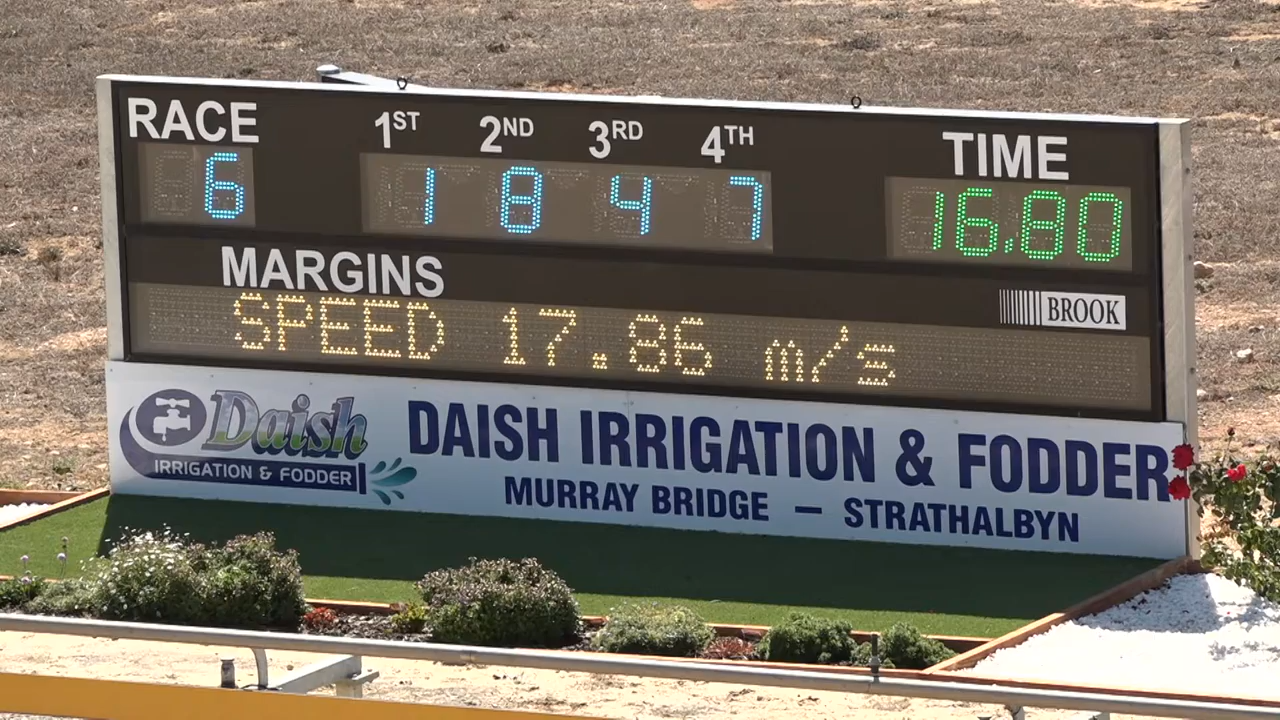 RACE 1ST 2ND 3RD 4TH TIME
6 1 8 4 7 16.80
MARGINS
BROOK
SPEED 17.86 m/s
Daish
IRRIGATION & FODDER
DAISH IRRIGATION & FODDER
MURRAY BRIDGE – STRATHALBYN